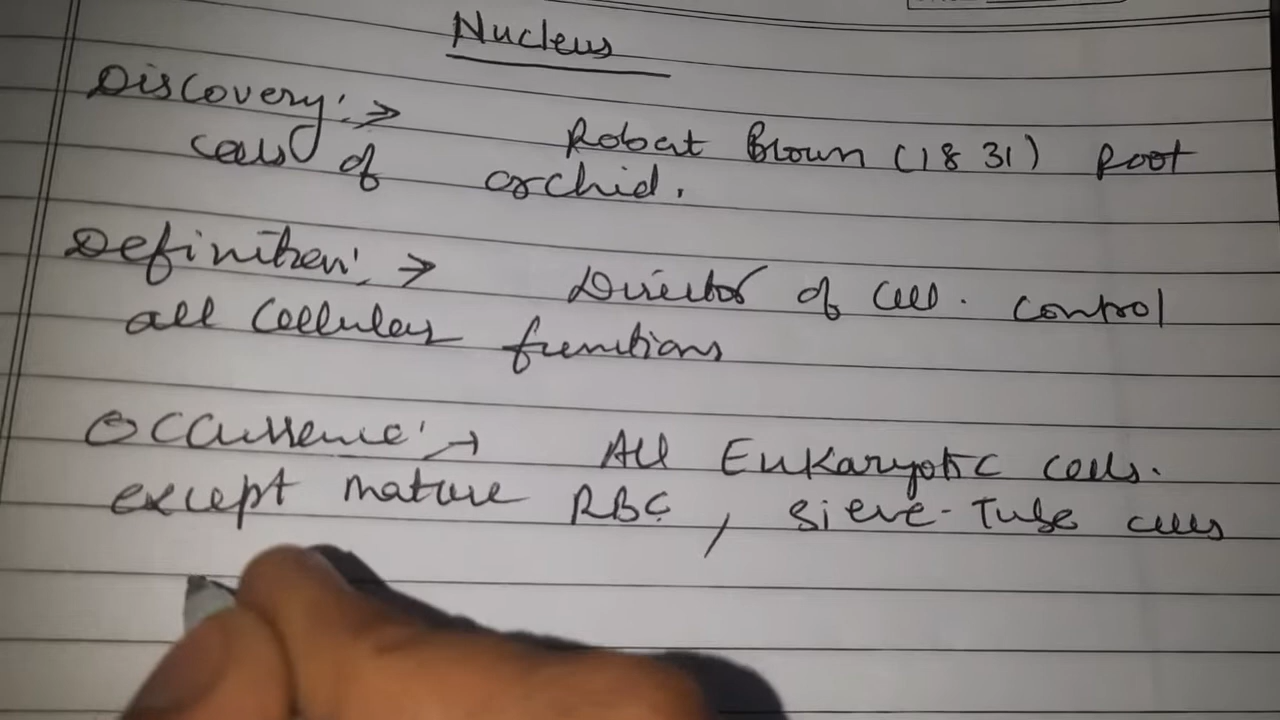 Nucleus
Discovery:→ Robert Brown (1831) Root
cells of orchid.
Definition:→ Director of cell. control
all cellular functions
Occurrence:→ All Eukaryotic cells.
except mature RBC, Sieve-Tube cells